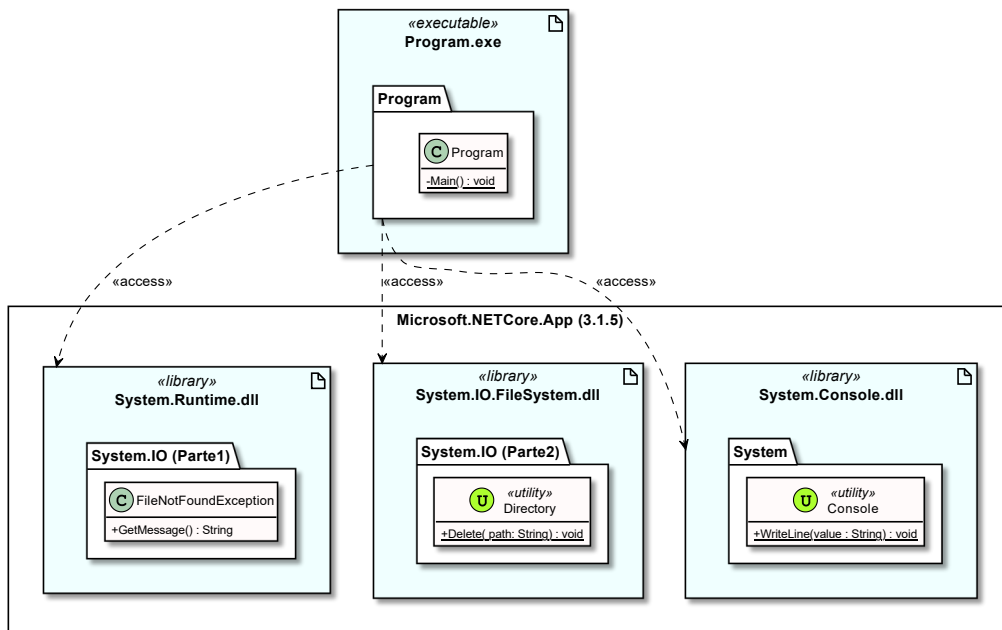 «executable»
Program.exe
Program
C Program
-Main() : void
«access»
«access»
«access»
Microsoft.NETCore.App (3.1.5)
«library»
System.Runtime.dll
System.IO (Parte1)
C FileNotFoundException
+GetMessage() : String
«library»
System.IO.FileSystem.dll
System.IO (Parte2)
U «utility»
Directory
+Delete( path: String) : void
«library»
System.Console.dll
System
U «utility»
Console
+WriteLine(value : String) : void